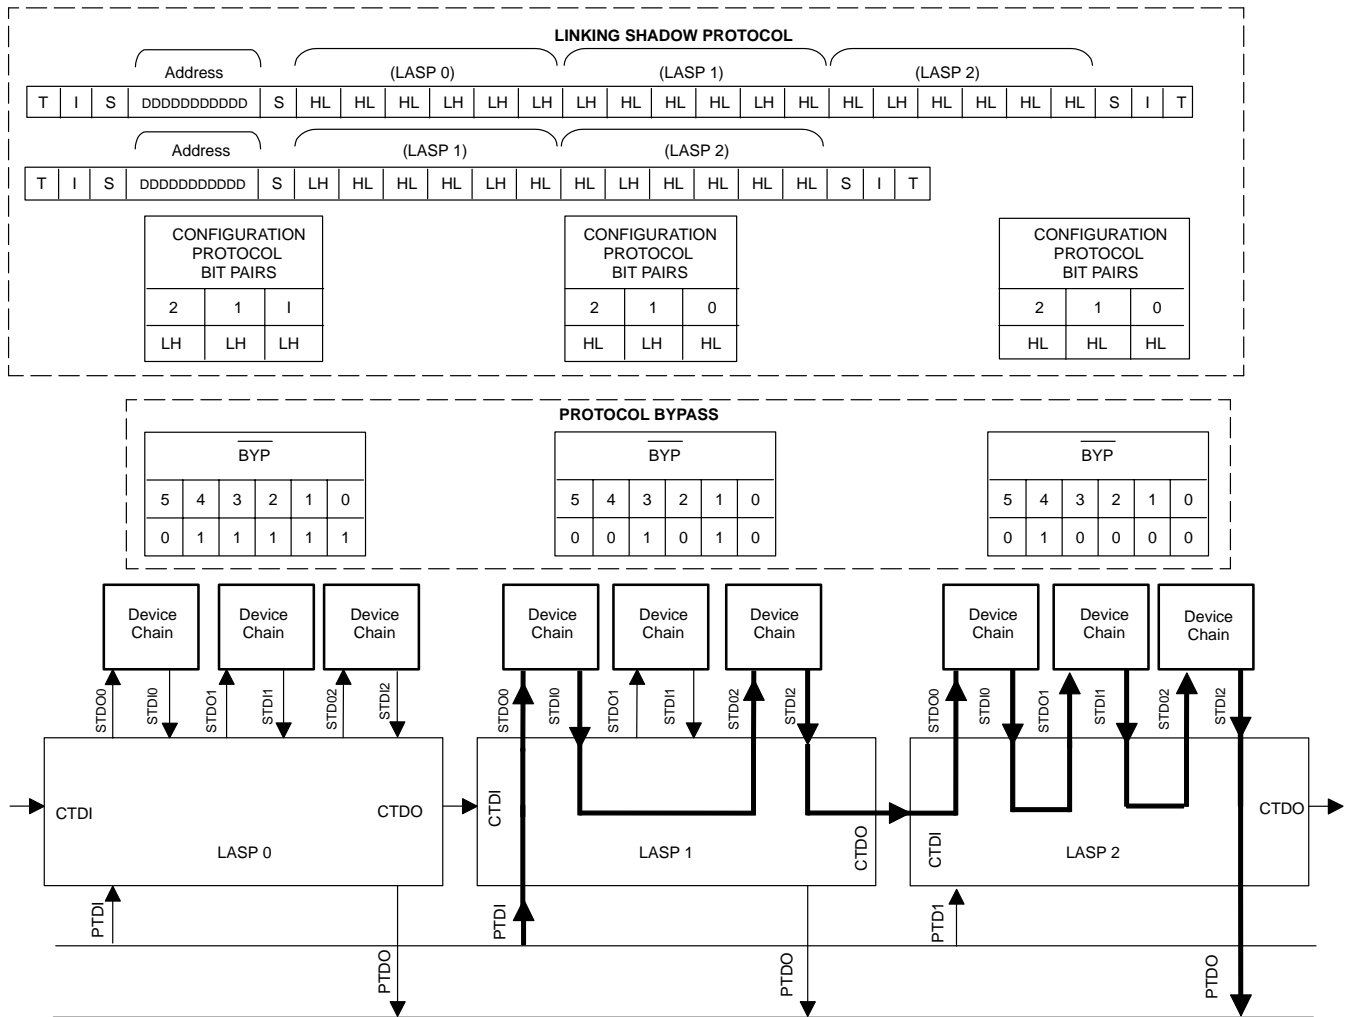 LINKING SHADOW PROTOCOL
Address (LASP 0) (LASP 1) (LASP 2)
T I S DDDDDDDDDDD S HL HL HL LH LH LH LH HL HL HL LH HL HL LH HL HL HL HL S I T
Address (LASP 1) (LASP 2)
T I S DDDDDDDDDDD S LH HL HL HL LH HL HL LH HL HL HL HL S I T
CONFIGURATION PROTOCOL BIT PAIRS
2 1 I
LH LH LH
CONFIGURATION PROTOCOL BIT PAIRS
2 1 0
HL LH HL
CONFIGURATION PROTOCOL BIT PAIRS
2 1 0
HL HL HL
PROTOCOL BYPASS
BYP
5 4 3 2 1 0
0 1 1 1 1 1
BYP
5 4 3 2 1 0
0 0 1 0 1 0
BYP
5 4 3 2 1 0
0 1 0 0 0 0
Device Chain
Device Chain
Device Chain
Device Chain
Device Chain
Device Chain
Device Chain
Device Chain
Device Chain
STDO0 STDI0 STDO1 STDI1 STD02 STDI2
STDO0 STDI0 STDO1 STDI1 STD02 STDI2
STDO0 STDI0 STDO1 STDI1 STD02 STDI2
CTDI CTDO
LASP 0
CTDI CTDO
LASP 1
CTDI CTDO
LASP 2
PTDI PTDO
PTDI PTDO
PTD1 PTDO